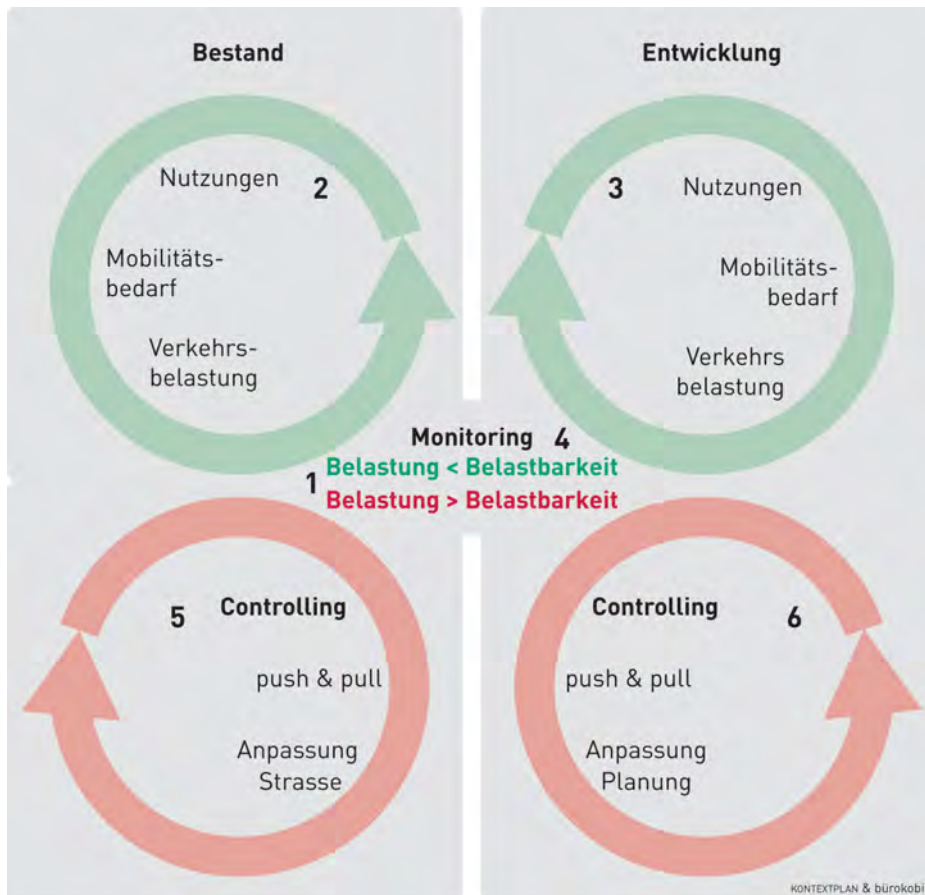 Bestand
Entwicklung
Nutzungen
2
Mobilitäts-
bedarf
Verkehrs-
belastung
3
Nutzungen
Mobilitäts-
bedarf
Verkehrs
belastung
Monitoring 4
1
Belastung < Belastbarkeit
Belastung > Belastbarkeit
5
Controlling
push & pull
Anpassung
Strasse
Controlling
6
push & pull
Anpassung
Planung
KONTEXTPLAN & bürokobi